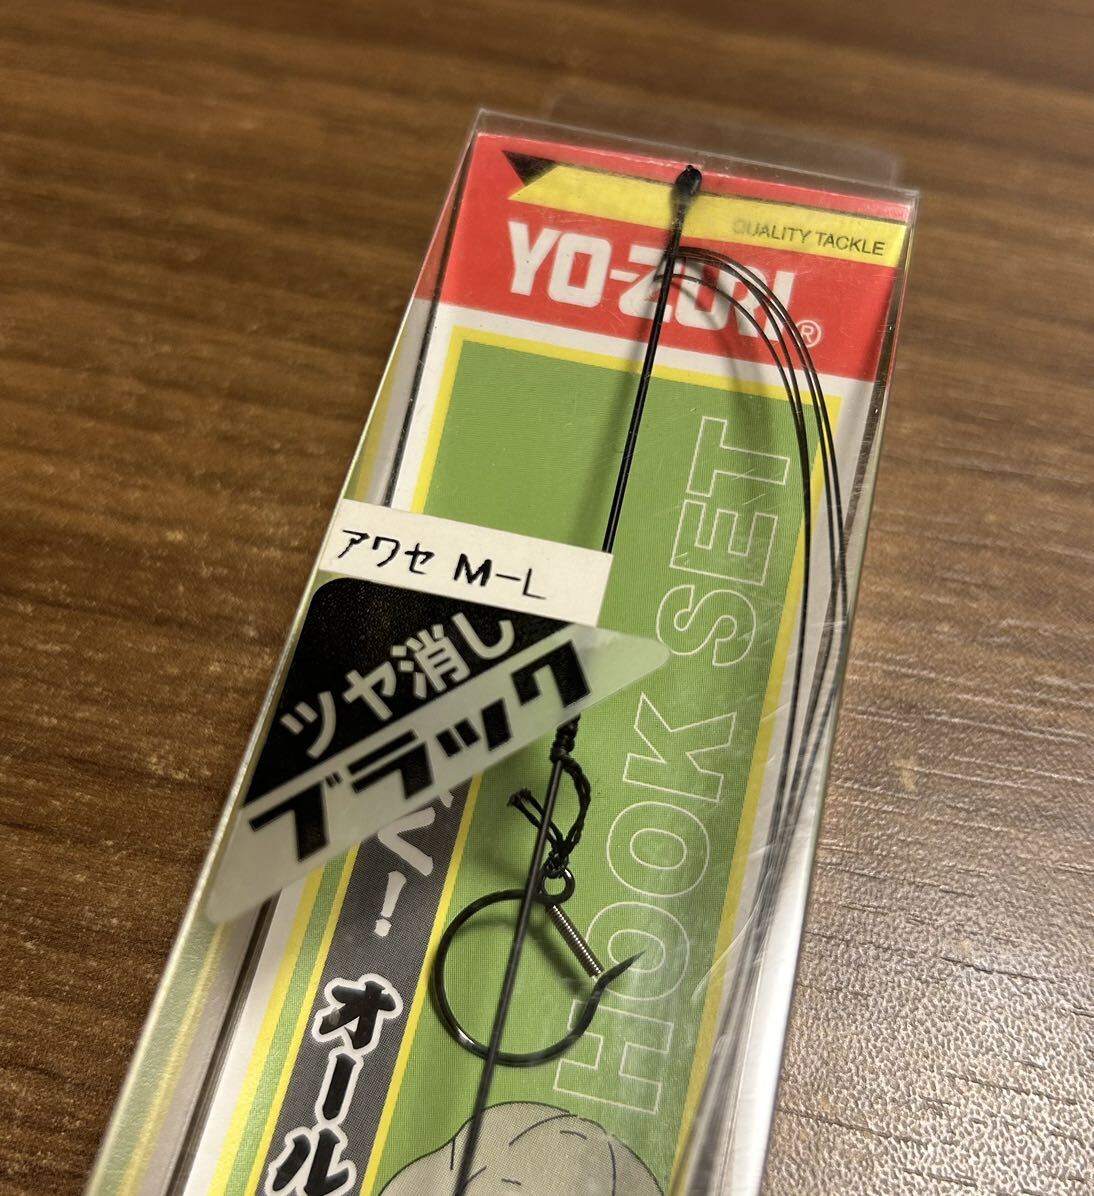 QUALITY TACKLE
YO-ZURI®
HOOK SET
アワセ M-L
ツヤ消し
ブラック
オール